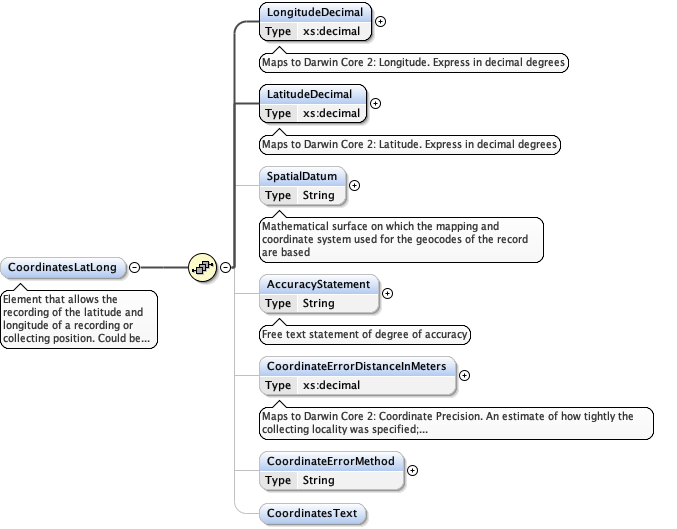 LongitudeDecimal
Type xs:decimal
Maps to Darwin Core 2: Longitude. Express in decimal degrees
LatitudeDecimal
Type xs:decimal
Maps to Darwin Core 2: Latitude. Express in decimal degrees
SpatialDatum
Type String
Mathematical surface on which the mapping and
coordinate system used for the geocodes of the record
are based
CoordinatesLatLong
Element that allows the
recording of the latitude and
longitude of a recording or
collecting position. Could be...
AccuracyStatement
Type String
Free text statement of degree of accuracy
CoordinateErrorDistanceInMeters
Type xs:decimal
Maps to Darwin Core 2: Coordinate Precision. An estimate of how tightly the
collecting locality was specified;...
CoordinateErrorMethod
Type String
CoordinatesText